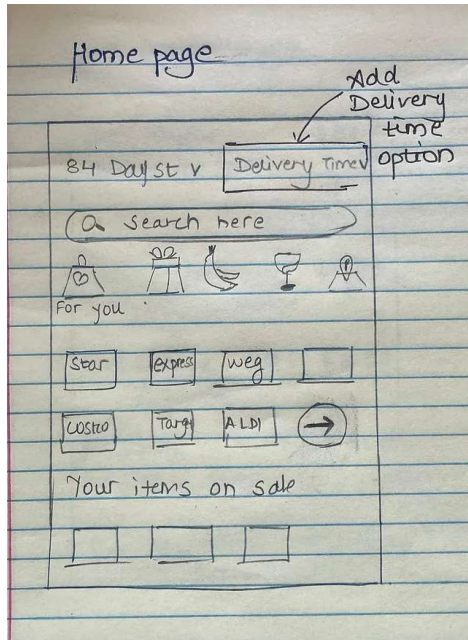 Home page
Add
Delivery
time
option
84 Day st v Delivery Time v
Search here
For you
Star express weg
Costco Targ ALDI
Your items on sale